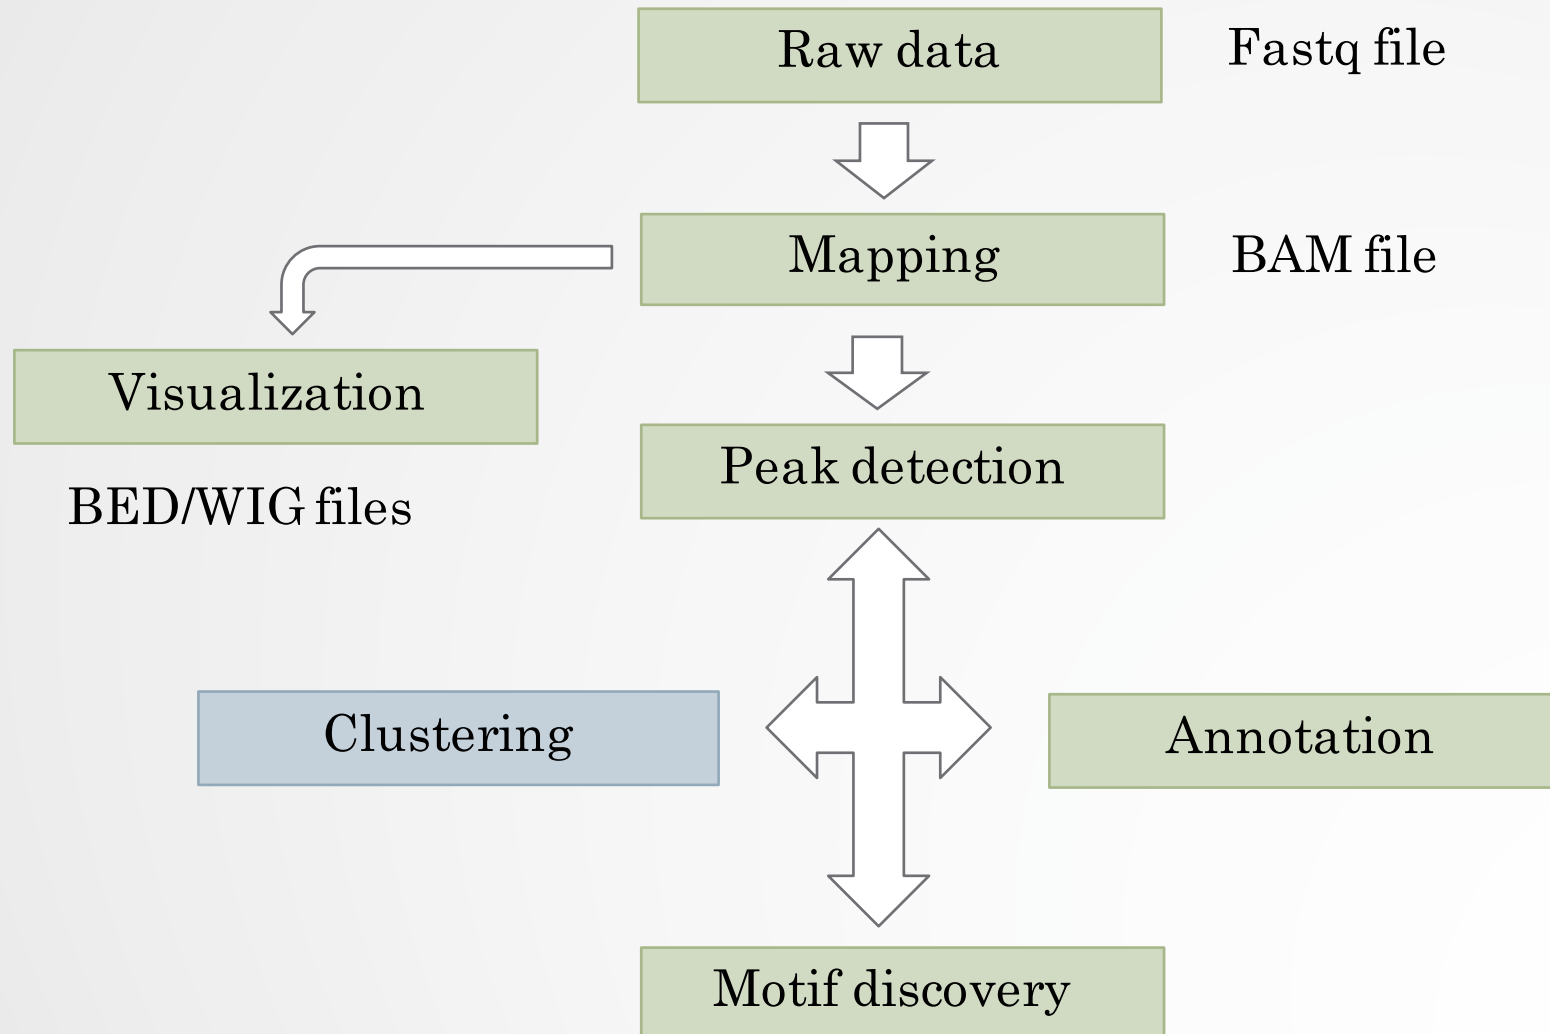 Raw data
Fastq file
Mapping
BAM file
Visualization
BED/WIG files
Peak detection
Clustering
Annotation
Motif discovery